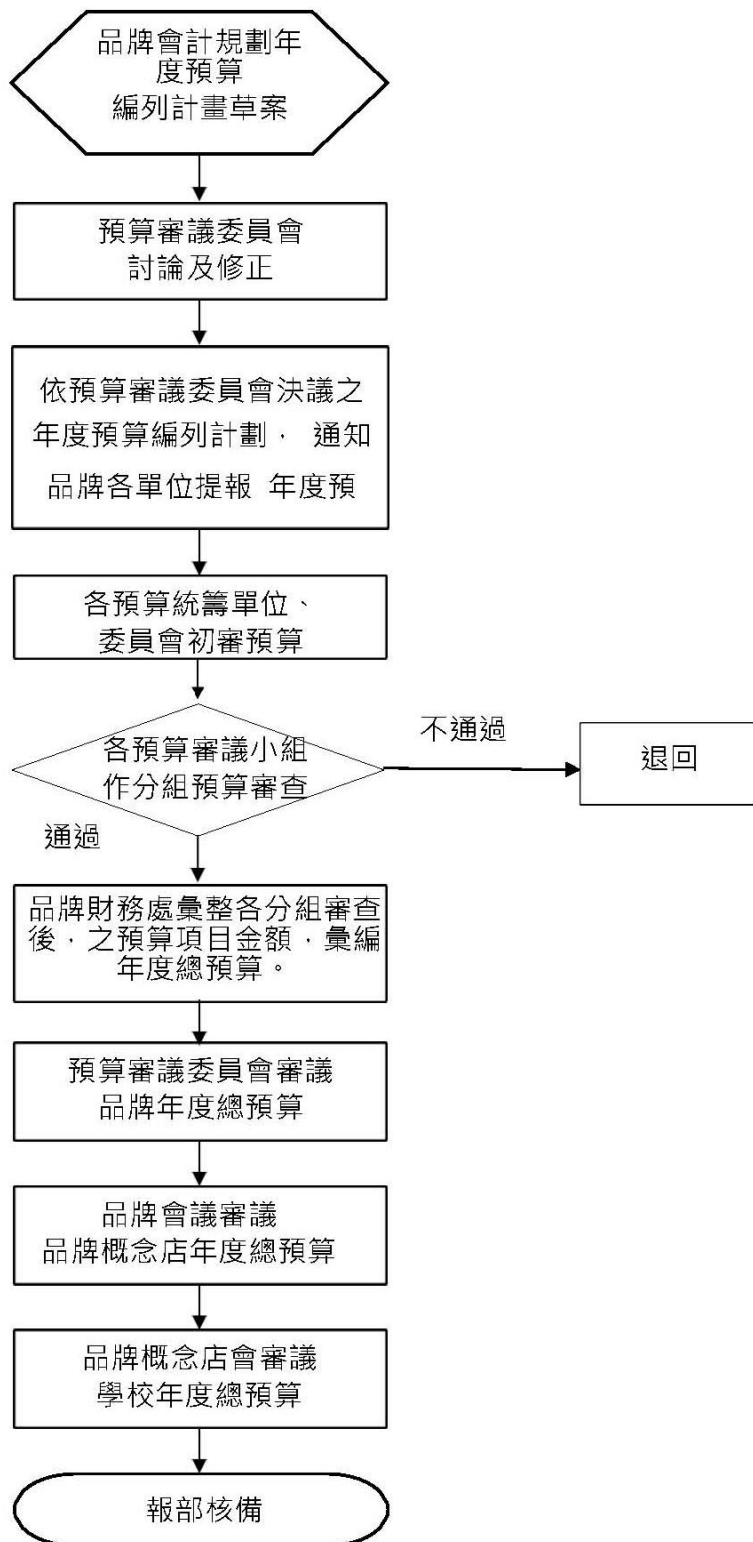 品牌會計規劃年
度預算
編列計畫草案
預算審議委員會
討論及修正
依預算審議委員會決議之
年度預算編列計劃， 通知
品牌各單位提報 年度預
各預算統籌單位、
委員會初審預算
各預算審議小組
作分組預算審查
不通過
退回
通過
品牌財務處彙整各分組審查
後，之預算項目金額，彙編
年度總預算。
預算審議委員會審議
品牌年度總預算
品牌會議審議
品牌概念店年度總預算
品牌概念店會審議
學校年度總預算
報部核備